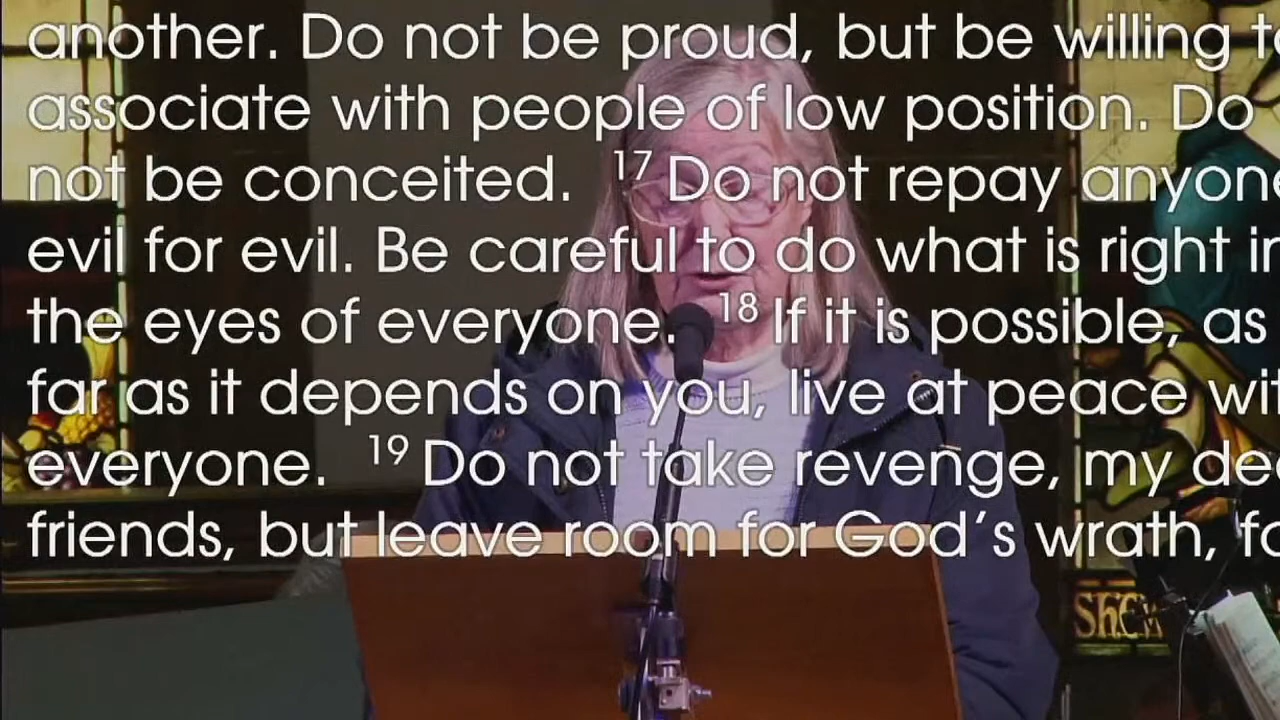 another. Do not be proud, but be willing to
associate with people of low position. Do
not be conceited. 17 Do not repay anyone
evil for evil. Be careful to do what is right in
the eyes of everyone. 18 If it is possible, as
far as it depends on you, live at peace wit
everyone. 19 Do not take revenge, my dea
friends, but leave room for God’s wrath, fo
Shew